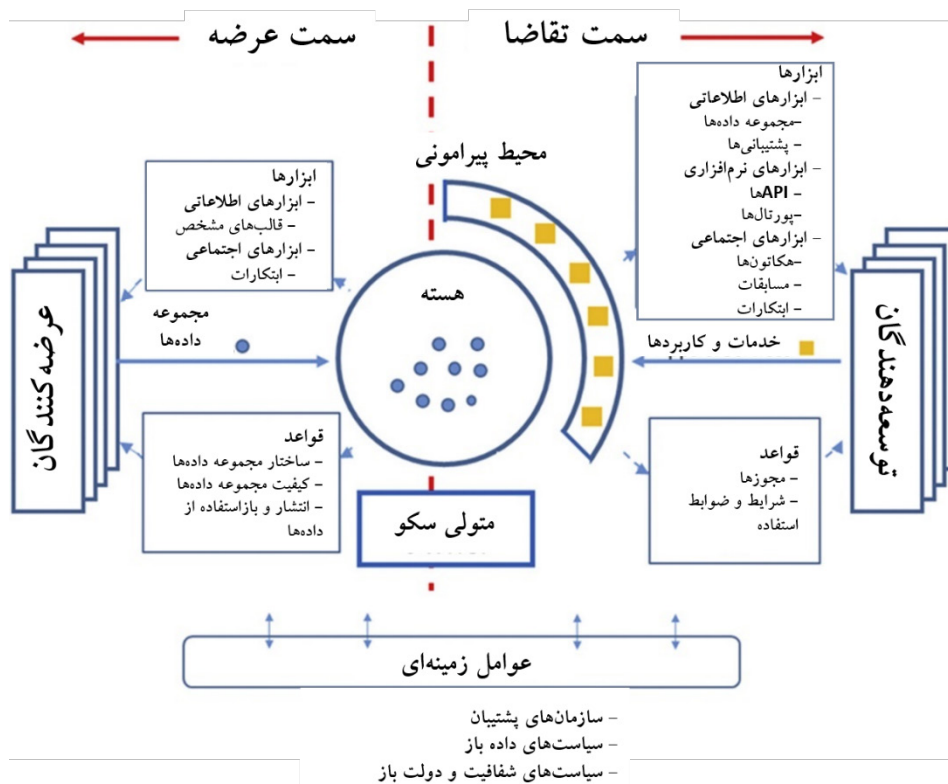 سمت تقاضا
سمت عرضه
ابزارها
– ابزارهای اطلاعاتی
–مجموعه داده‌ها
– پشتیبانی‌ها
– ابزارهای نرم‌افزاری
– APIها
–پورتال‌ها
– ابزارهای اجتماعی
–هکاتون‌ها
– مسابقات
– ابتکارات
محیط پیرامونی
ابزارها
– ابزارهای اطلاعاتی
– قالب‌های مشخص
– ابزارهای اجتماعی
– ابتکارات
هسته
توسعه‌دهندگان
خدمات و کاربردها
مجموعه
داده‌ها
عرضه‌کنندگان
قواعد
– مجوزها
– شرایط و ضوابط
استفاده
قواعد
– ساختار مجموعه داده‌ها
– کیفیت مجموعه داده‌ها
– انتشار و بازاستفاده از
داده‌ها
متولی سکو
عوامل زمینه‌ای
– سازمان‌های پشتیبان
– سیاست‌های داده باز
– سیاست‌های شفافیت و دولت باز